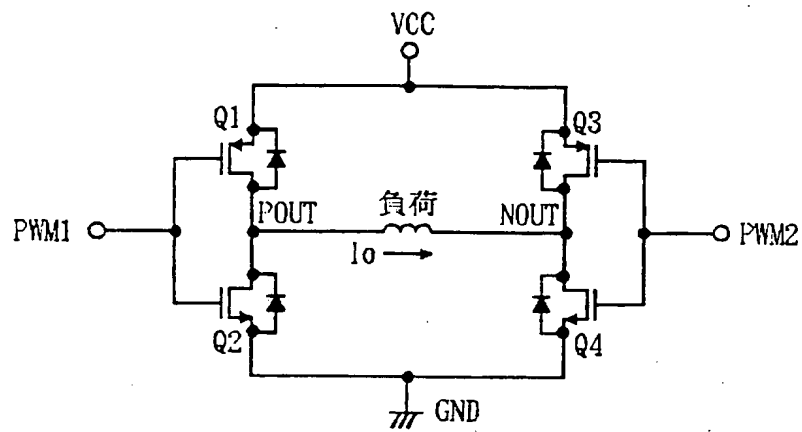 VCC
Q1
Q3
POUT
負荷
NOUT
PWM1
PWM2
Io
Q2
Q4
GND